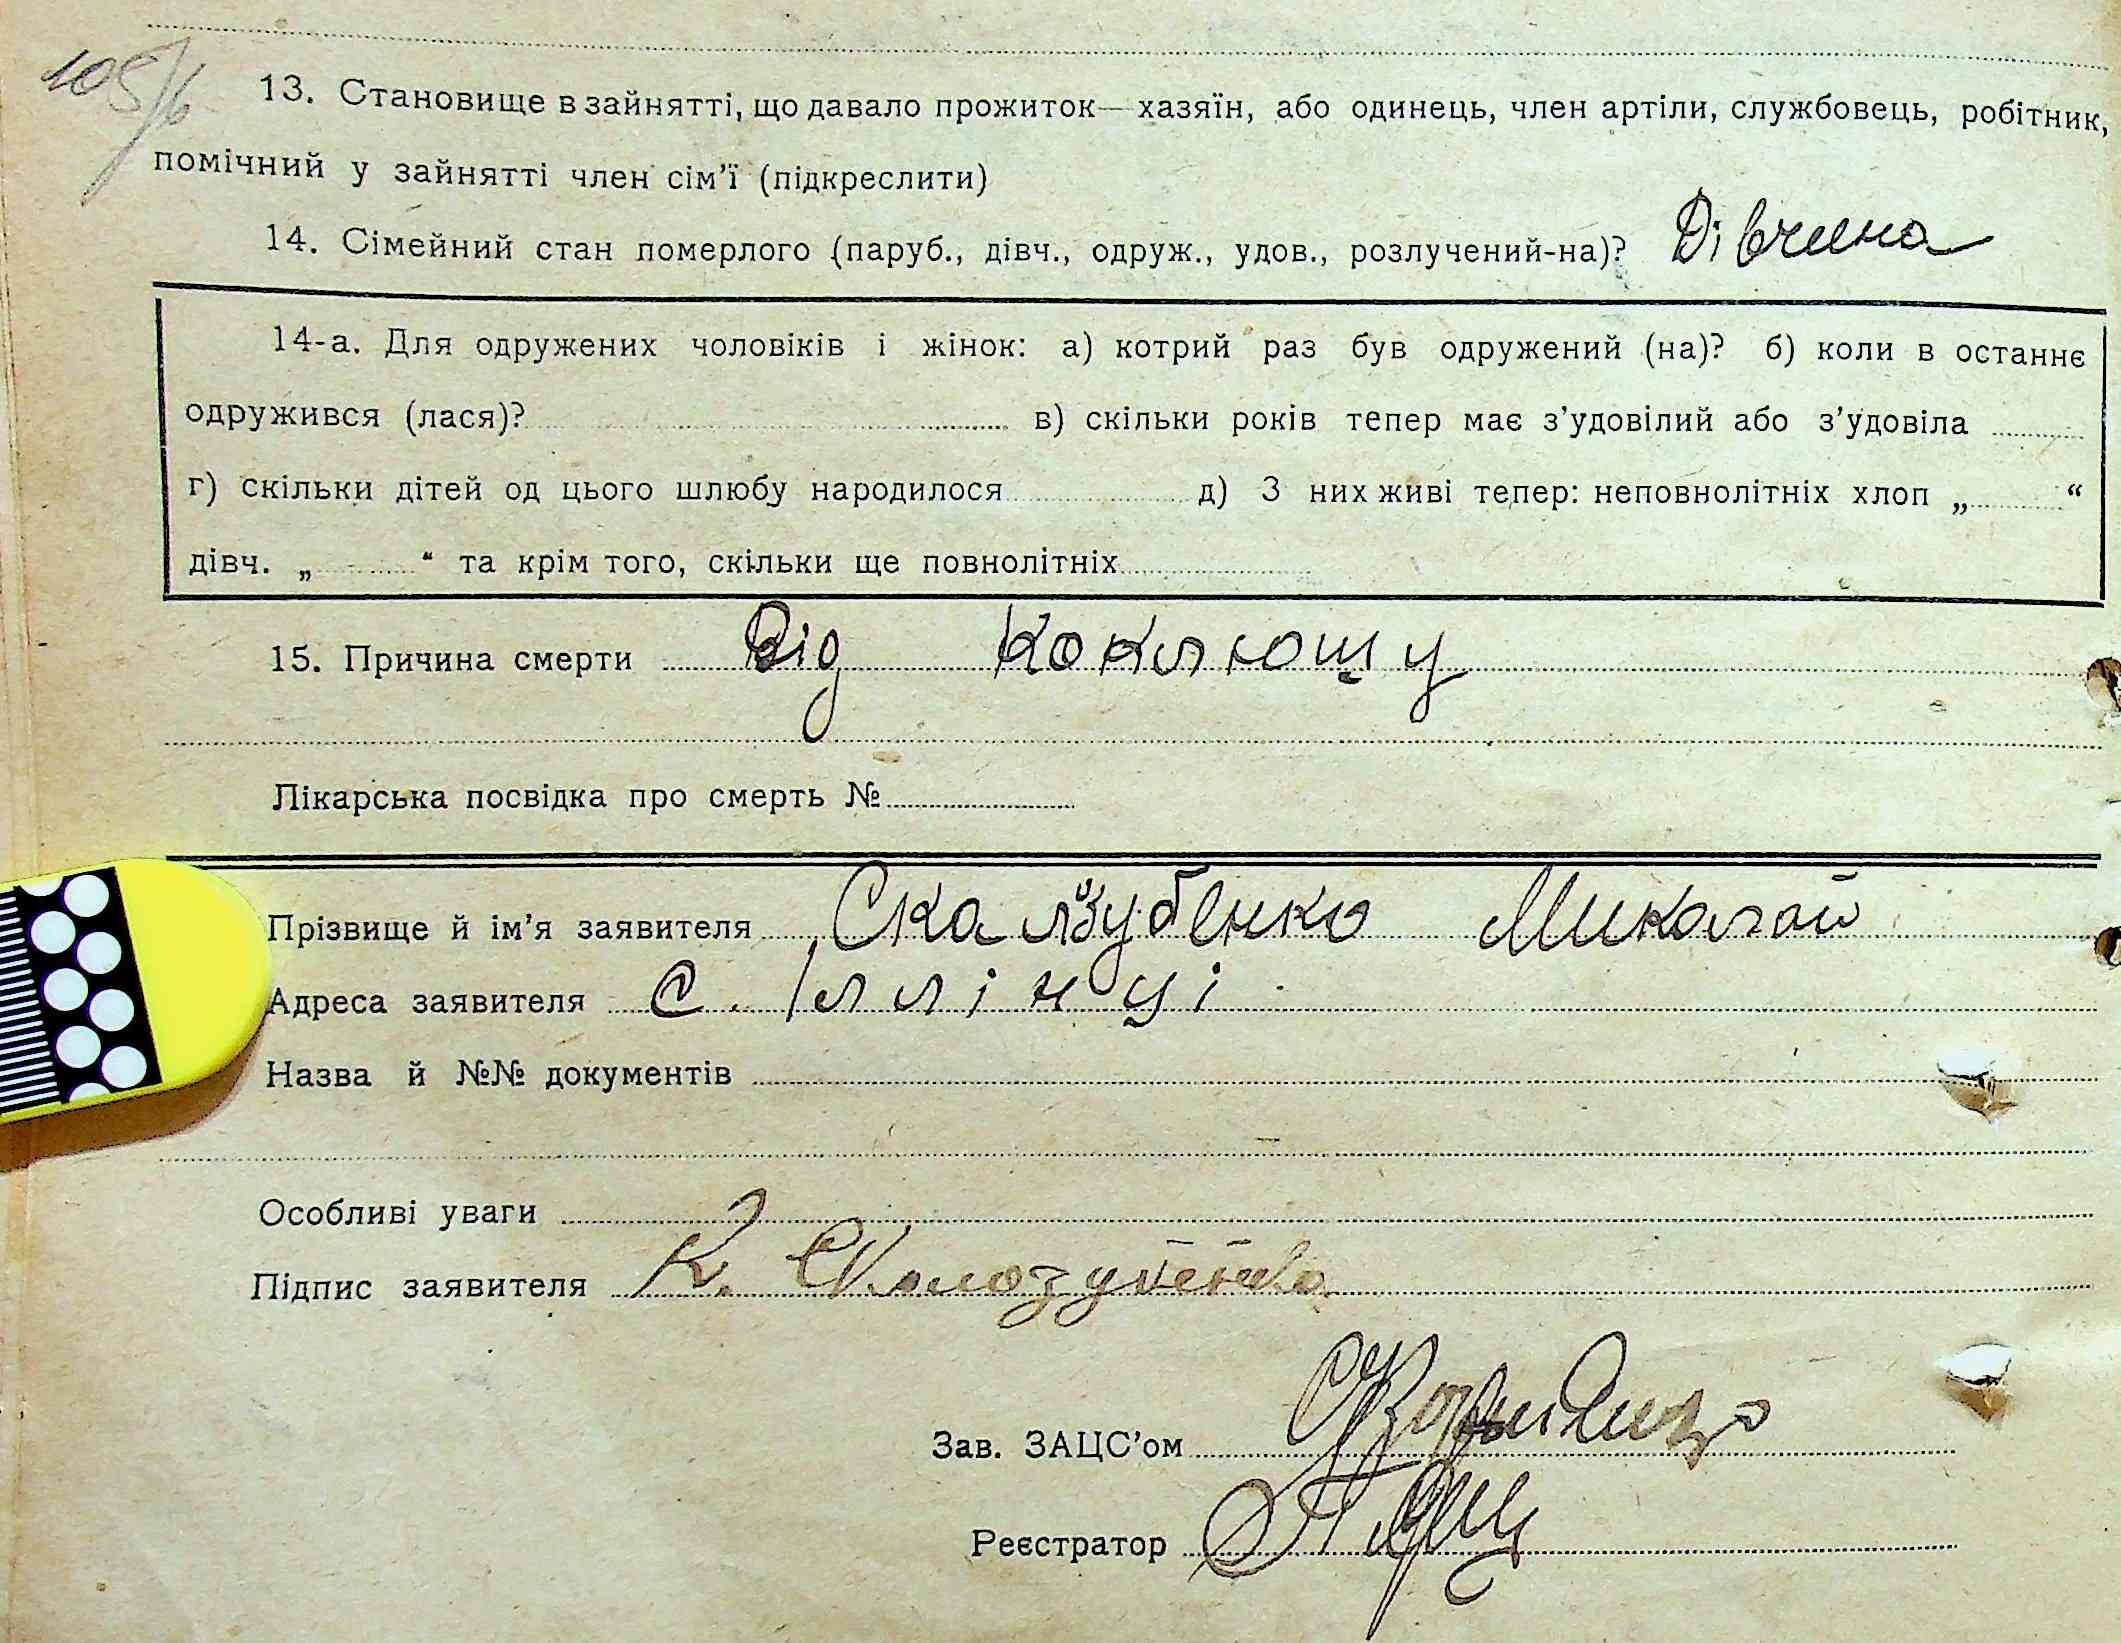 105/6
13. Становище в зайнятті, що давало прожиток— хазяїн, або одинець, член артіли, службовець, робітник,
помічний у зайнятті член сім'ї (підкреслити)
14. Сімейний стан померлого (паруб., дівч., одруж., удов., розлучений-на)? Дівчина
14-а. Для одружених чоловіків і жінок: а) котрий раз був одружений (на)? б) коли в останнє
одружився (лася)? в) скільки років тепер має з'удовілий або з'удовіла
г) скільки дітей од цього шлюбу народилося д) З них живі тепер: неповнолітніх хлоп „ “
дівч. „ “ та крім того, скільки ще повнолітніх
15. Причина смерти Від коклюшу
Лікарська посвідка про смерть №
Прізвище й ім'я заявителя Скалзубенко Миколай
Адреса заявителя с. Іллінці
Назва й №№ документів
Особливі уваги
Підпис заявителя К. Сколозубенко
Зав. ЗАЦС'ом
Реєстратор